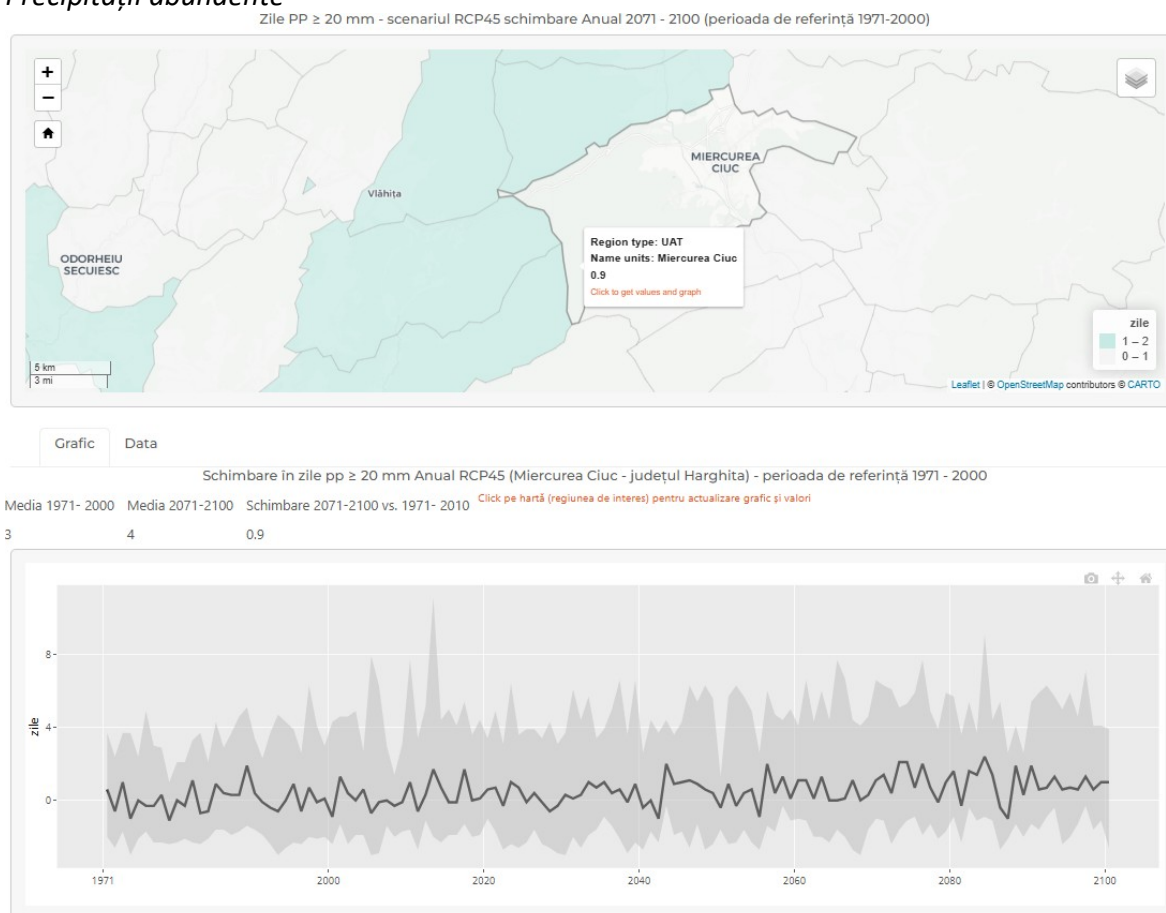 Precipitații abundente
Zile PP ≥ 20 mm - scenariul RCP45 schimbare Anual 2071 - 2100 (perioada de referință 1971-2000)
+
−
MIERCUREA
CIUC
Vlăhița
ODORHEIU
SECUIESC
Region type: UAT
Name units: Miercurea Ciuc
0.9
Click to get values and graph
zile
1 – 2
0 – 1
5 km
3 mi
Leaflet | © OpenStreetMap contributors © CARTO
Grafic Data
Schimbare în zile pp ≥ 20 mm Anual RCP45 (Miercurea Ciuc - județul Harghita) - perioada de referință 1971 - 2000
Media 1971- 2000 Media 2071-2100 Schimbare 2071-2100 vs. 1971- 2010 Click pe hartă (regiunea de interes) pentru actualizare grafic și valori
3 4 0.9
8
4
0
zile
1971 2000 2020 2040 2060 2080 2100